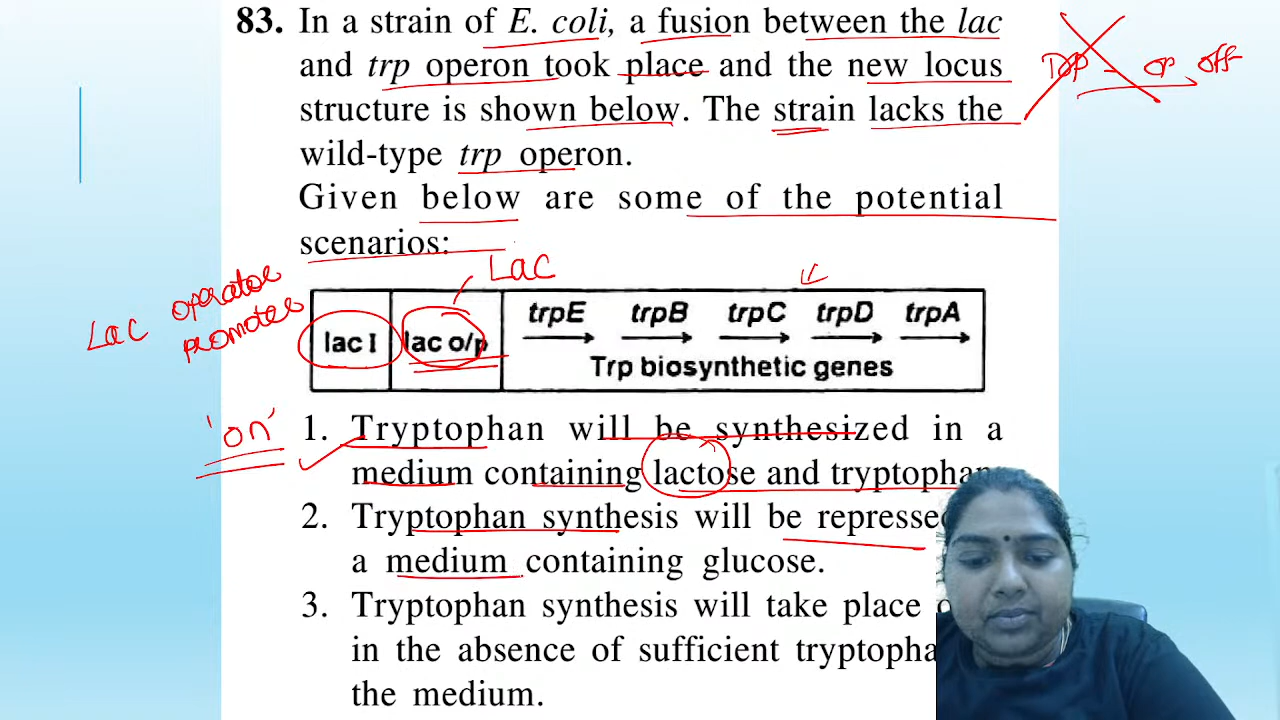 83. In a strain of E. coli, a fusion between the lac
and trp operon took place and the new locus
structure is shown below. The strain lacks the
wild-type trp operon.
Given below are some of the potential
scenarios:
Trp - op off
Lac
Lac operator
promoter
lac I
lac o/p
trpE trpB trpC trpD trpA
Trp biosynthetic genes
'on'
1. Tryptophan will be synthesized in a
medium containing lactose and tryptophan
2. Tryptophan synthesis will be
a medium containing glucose.
3. Tryptophan synthesis will take place
in the absence of sufficient
the medium.